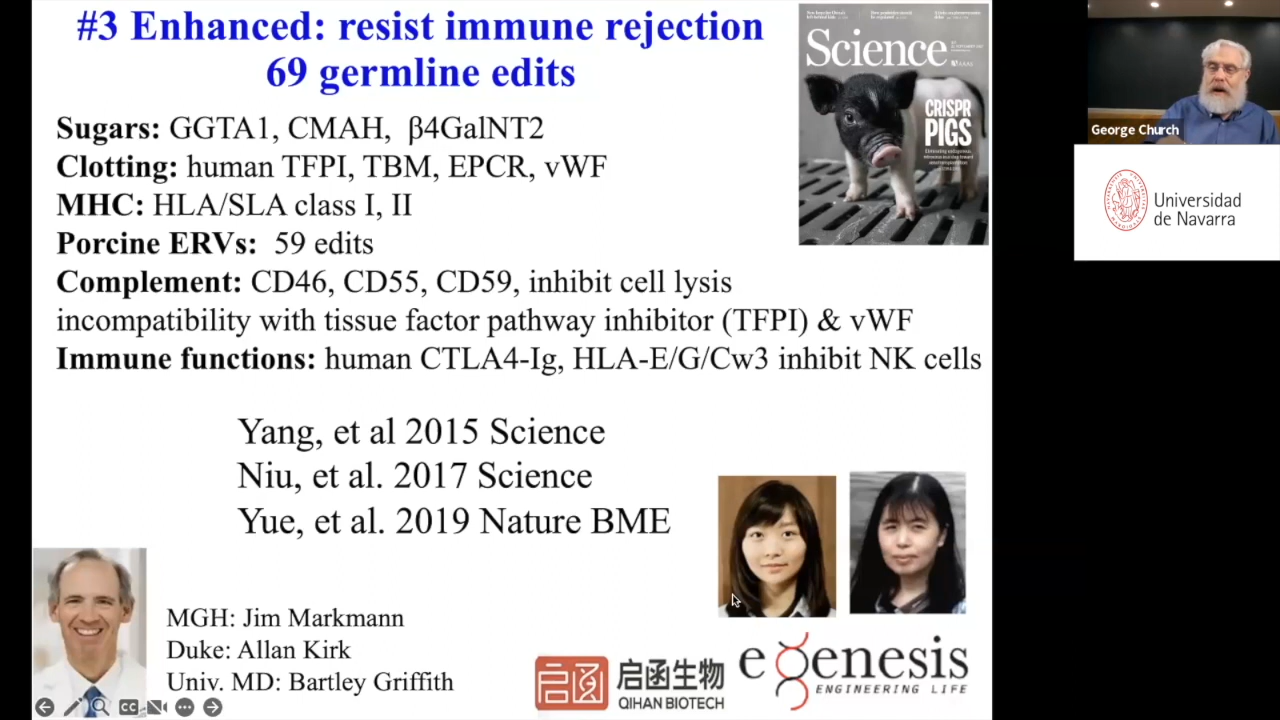 #3 Enhanced: resist immune rejection
69 germline edits
Sugars: GGTA1, CMAH, β4GalNT2
Clotting: human TFPI, TBM, EPCR, vWF
MHC: HLA/SLA class I, II
Porcine ERVs: 59 edits
Complement: CD46, CD55, CD59, inhibit cell lysis
incompatibility with tissue factor pathway inhibitor (TFPI) & vWF
Immune functions: human CTLA4-Ig, HLA-E/G/Cw3 inhibit NK cells
Yang, et al 2015 Science
Niu, et al. 2017 Science
Yue, et al. 2019 Nature BME
MGH: Jim Markmann
Duke: Allan Kirk
Univ. MD: Bartley Griffith
启函
启函生物
QIHAN BIOTECH
eGenesis
ENGINEERING LIFE
CC
Science
AAAS
CRISPR
PIGS
George Church
Universidad
de Navarra